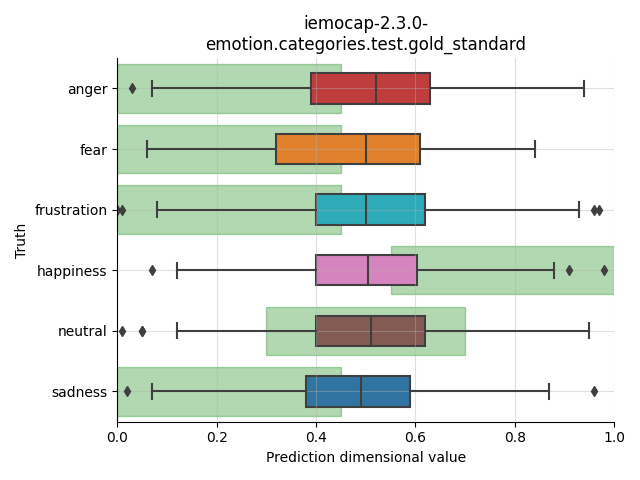 iemocap-2.3.0-
emotion.categories.test.gold_standard
anger
fear
frustration
happiness
neutral
sadness
Truth
0.0 0.2 0.4 0.6 0.8 1.0
Prediction dimensional value